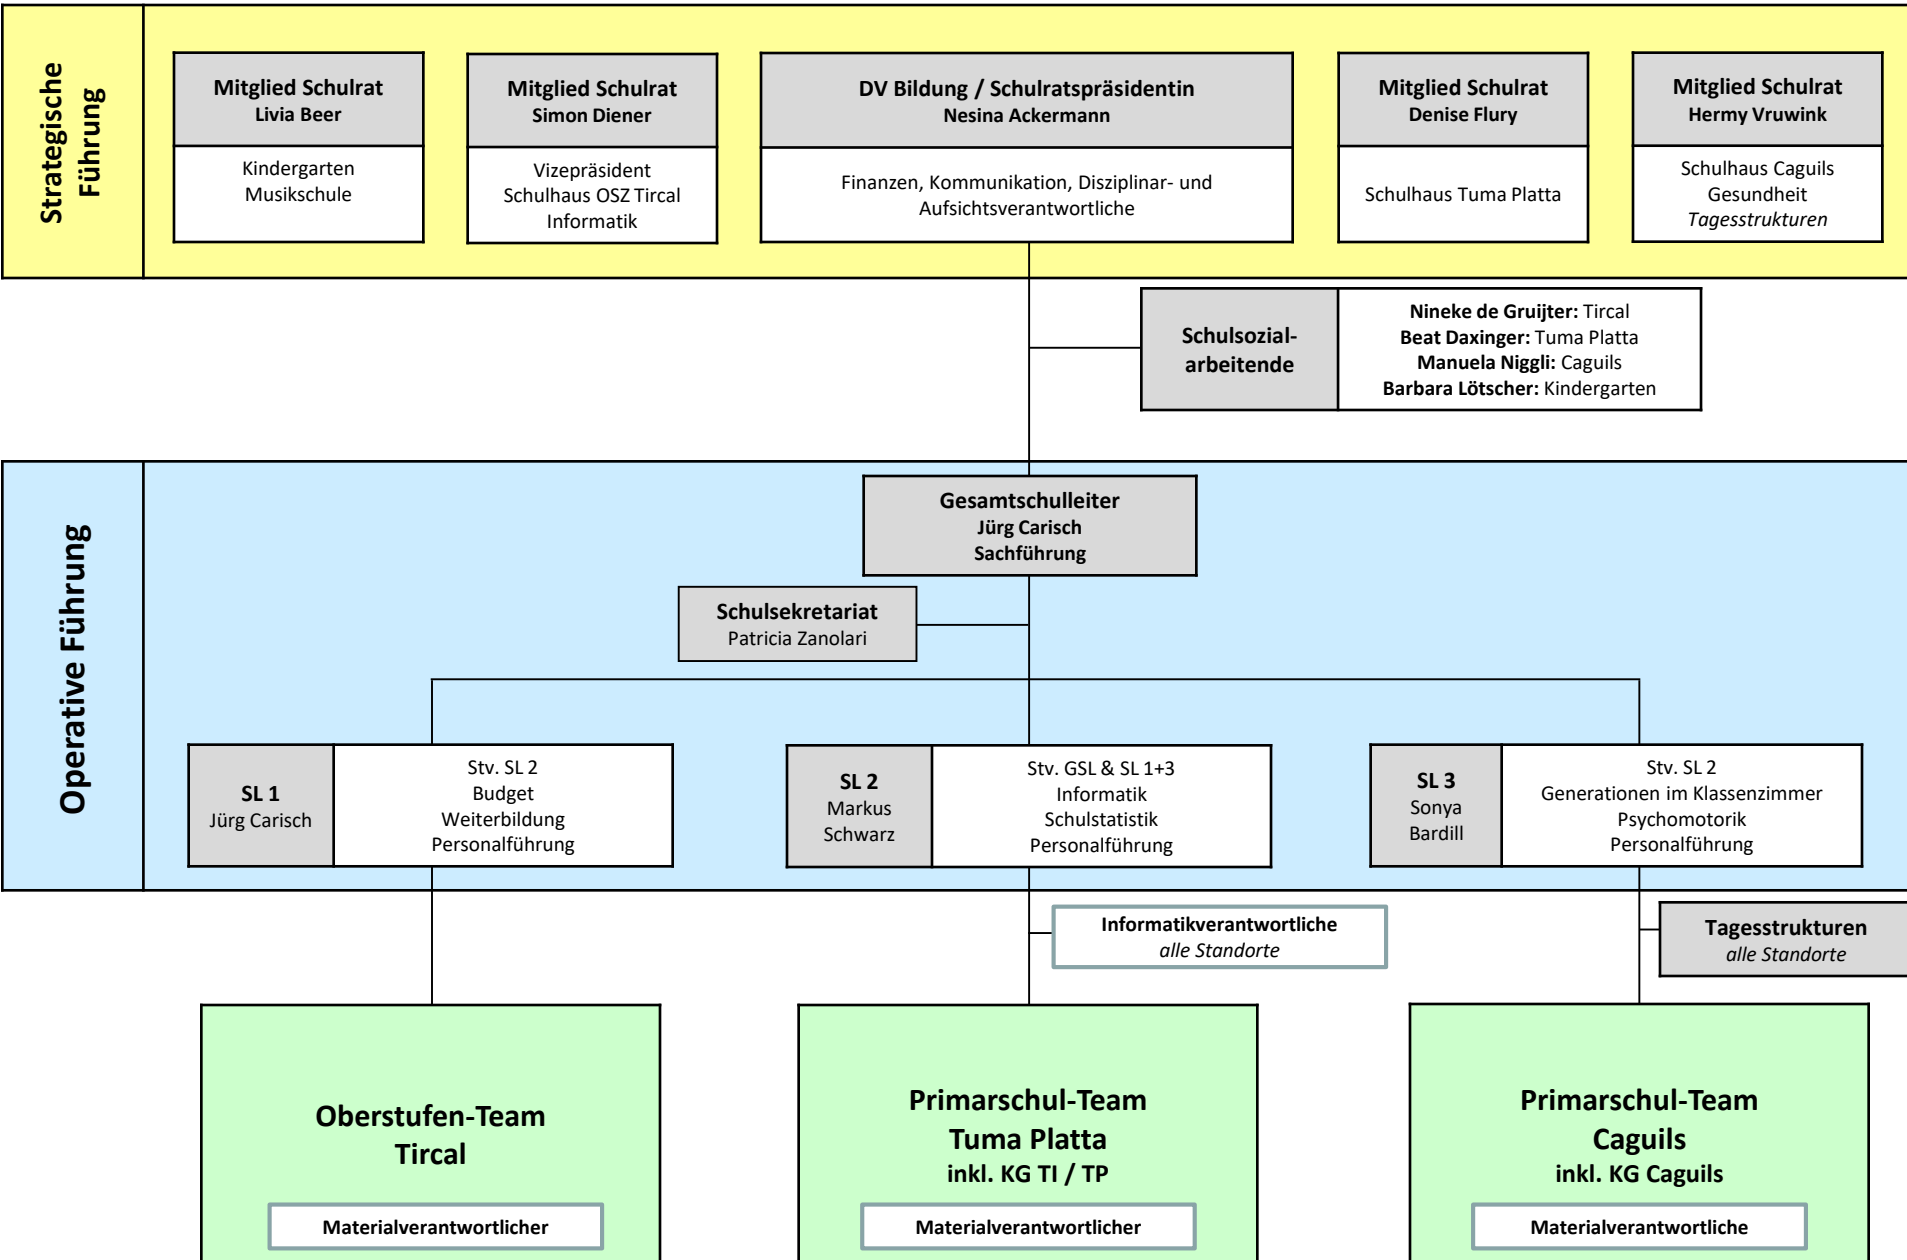 Strategische
Führung
Mitglied Schulrat
Livia Beer
Kindergarten
Musikschule
Mitglied Schulrat
Simon Diener
Vizepräsident
Schulhaus OSZ Tircal
Informatik
DV Bildung / Schulratspräsidentin
Nesina Ackermann
Finanzen, Kommunikation, Disziplinar- und
Aufsichtsverantwortliche
Mitglied Schulrat
Denise Flury
Schulhaus Tuma Platta
Mitglied Schulrat
Hermy Vruwink
Schulhaus Caguils
Gesundheit
Tagesstrukturen
Schulsozial-
arbeitende
Nineke de Gruijter: Tircal
Beat Daxinger: Tuma Platta
Manuela Niggli: Caguils
Barbara Lötscher: Kindergarten
Operative Führung
Gesamtschulleiter
Jürg Carisch
Sachführung
Schulsekretariat
Patricia Zanolari
SL 1
Jürg Carisch
Stv. SL 2
Budget
Weiterbildung
Personalführung
SL 2
Markus
Schwarz
Stv. GSL & SL 1+3
Informatik
Schulstatistik
Personalführung
SL 3
Sonya
Bardill
Stv. SL 2
Generationen im Klassenzimmer
Psychomotorik
Personalführung
Informatikverantwortliche
alle Standorte
Tagesstrukturen
alle Standorte
Oberstufen-Team
Tircal
Materialverantwortlicher
Primarschul-Team
Tuma Platta
inkl. KG TI / TP
Materialverantwortlicher
Primarschul-Team
Caguils
inkl. KG Caguils
Materialverantwortliche